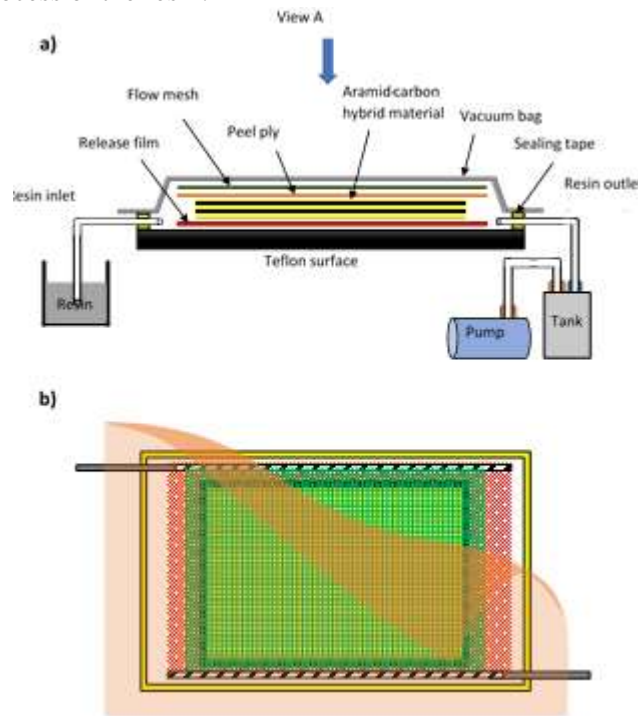 View A
a)
Aramid-carbon
hybrid material
Flow mesh
Vacuum bag
Peel ply
Sealing tape
Release film
Resin outle
esin inlet
Teflon surface
Resin
Tank
Pump
b)